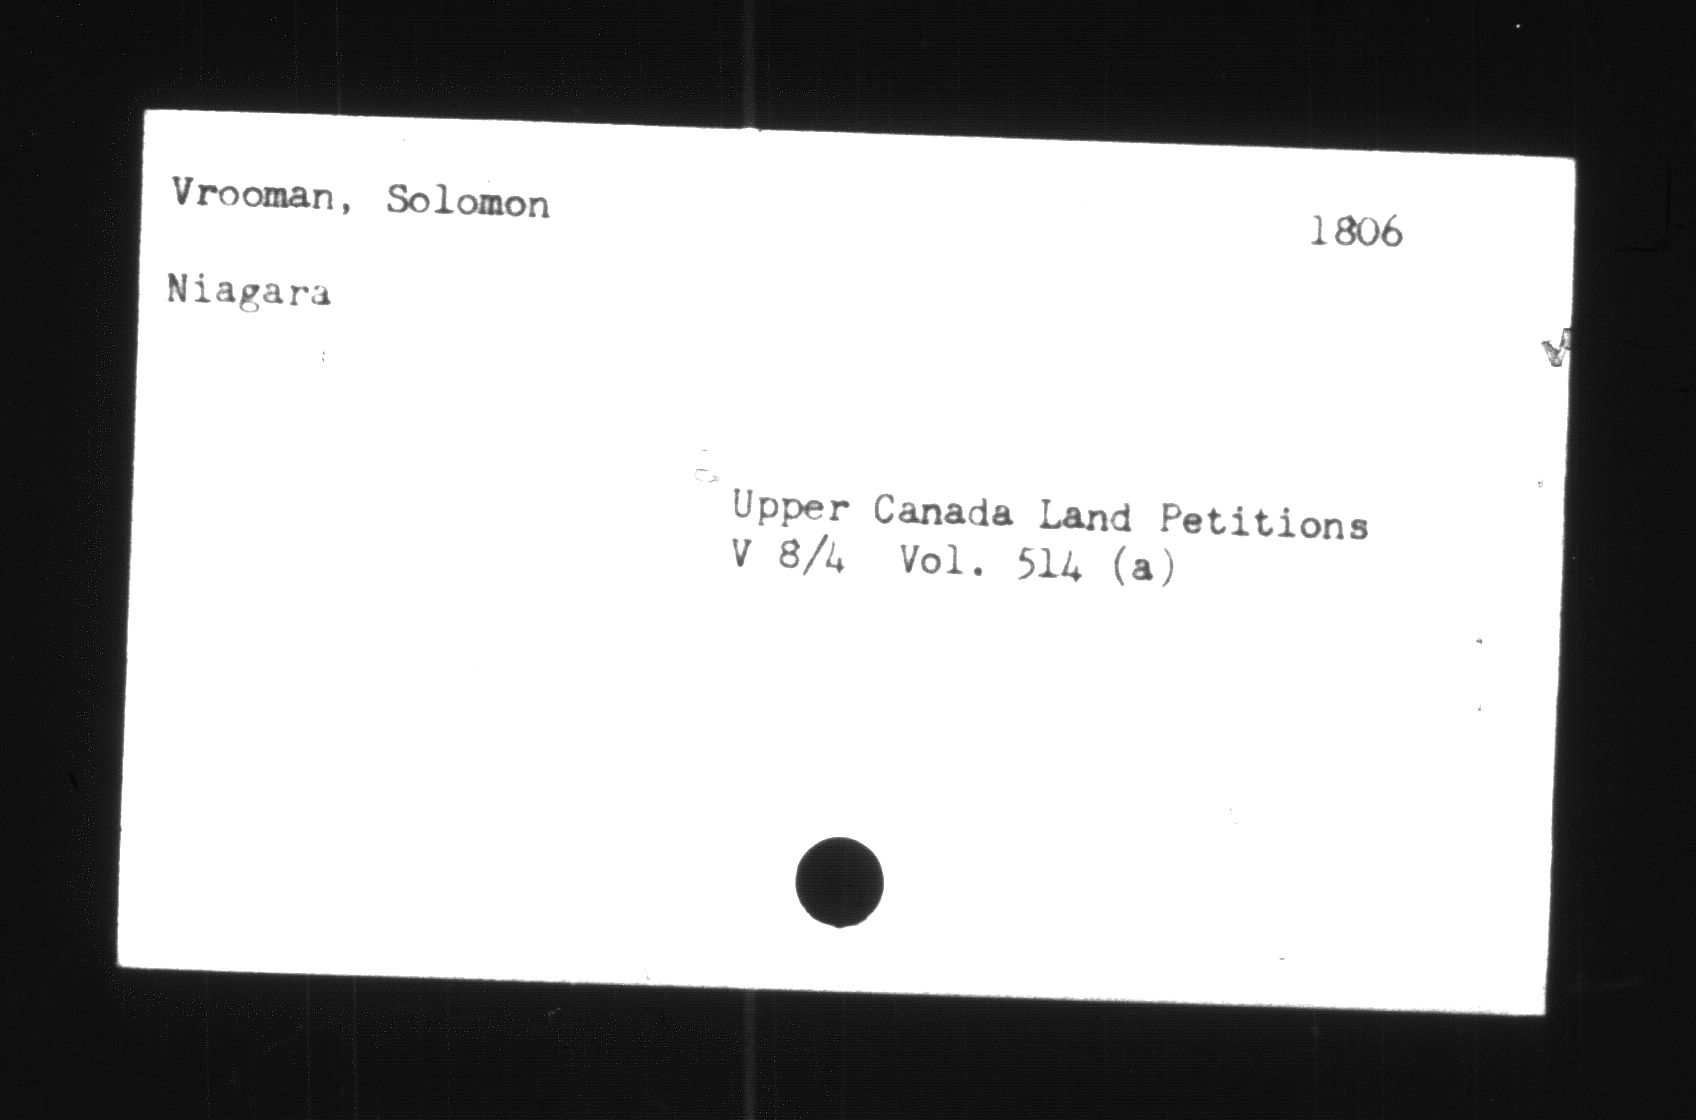 Vrooman, Solomon
1806
Niagara
Upper Canada Land Petitions
V 8/4 Vol. 514 (a)